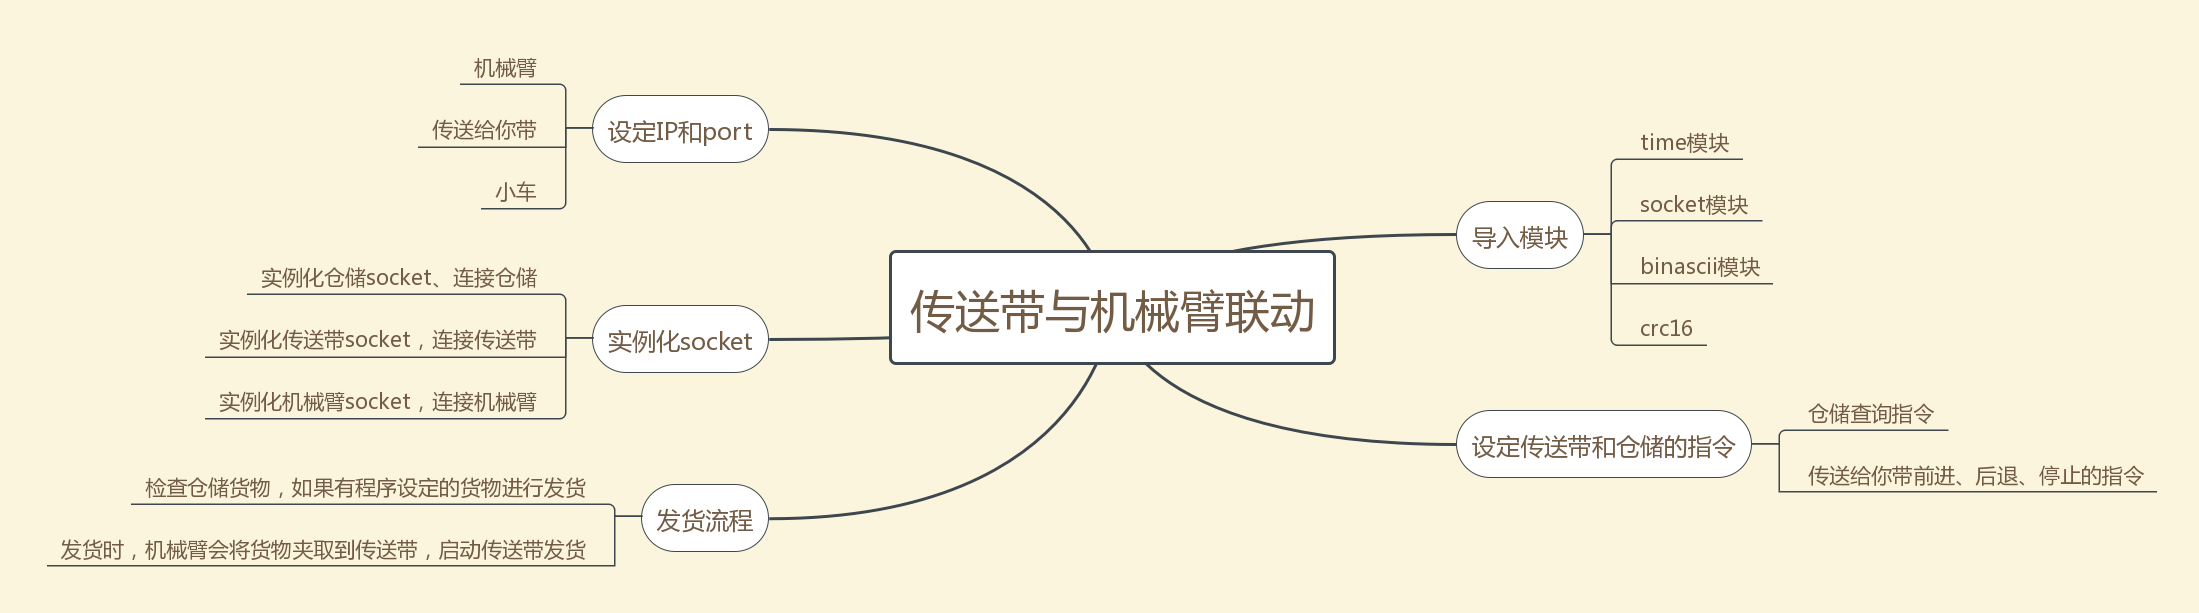 传送带与机械臂联动
导入模块
time模块
socket模块
binascii模块
crc16
设定传送带和仓储的指令
仓储查询指令
传送给你带前进、后退、停止的指令
设定IP和port
机械臂
传送给你带
小车
实例化socket
实例化仓储socket、连接仓储
实例化传送带socket，连接传送带
实例化机械臂socket，连接机械臂
发货流程
检查仓储货物，如果有程序设定的货物进行发货
发货时，机械臂会将货物夹取到传送带，启动传送带发货